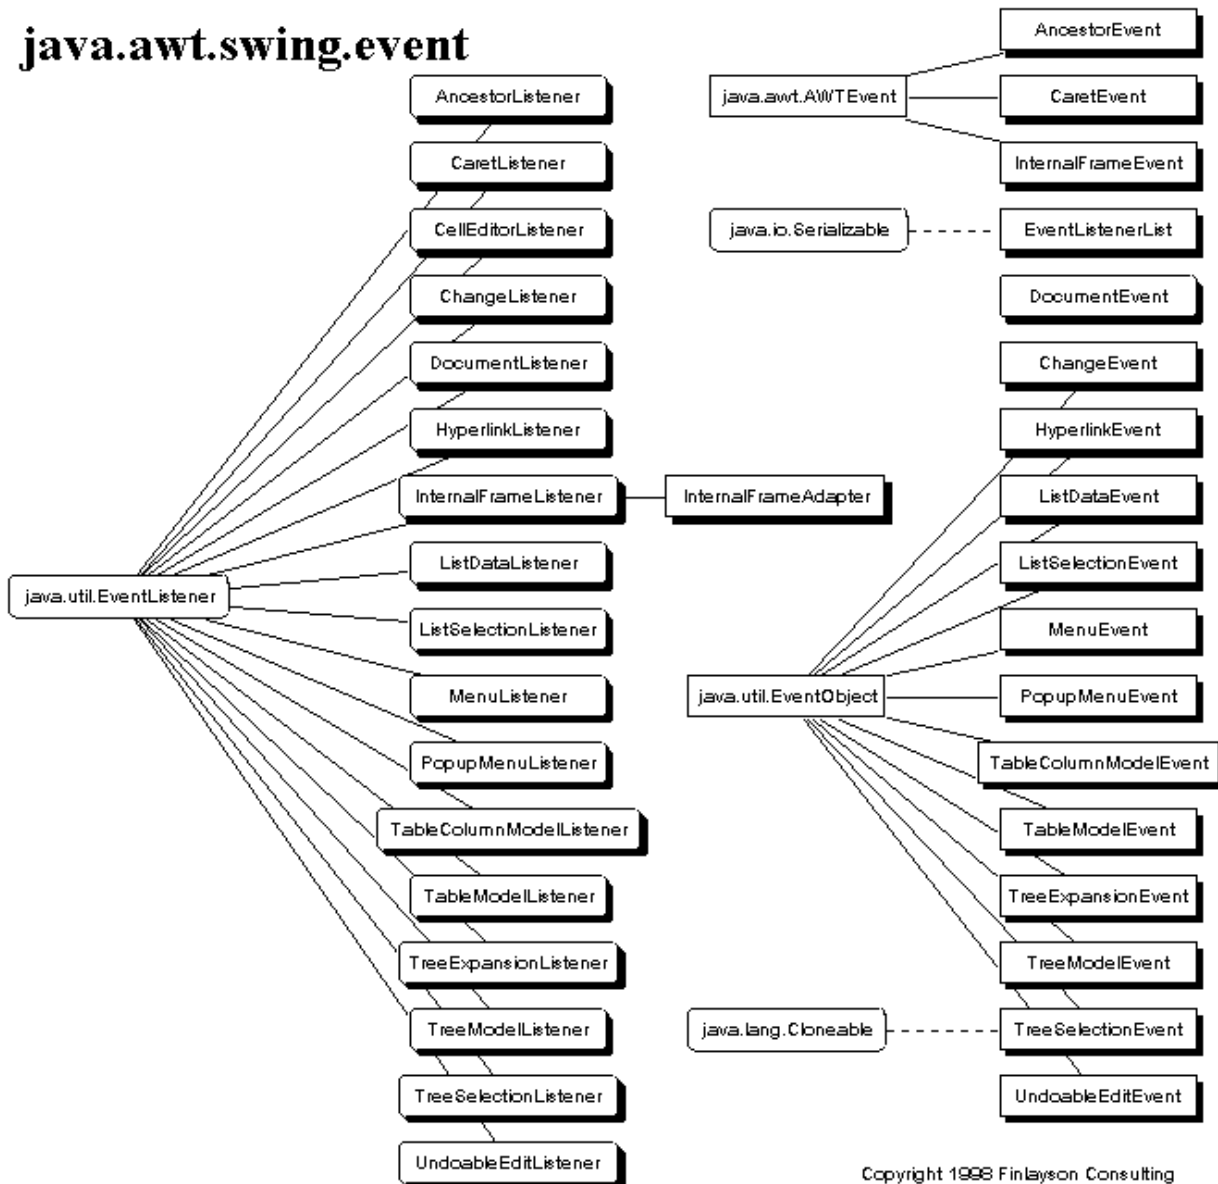 java.awt.swing.event
AncestorListener
CaretListener
CellEditorListener
ChangeListener
DocumentListener
HyperlinkListener
InternalFrameListener
InternalFrameAdapter
ListDataListener
java.util.EventListener
ListSelectionListener
MenuListener
PopupMenuListener
TableColumnModelListener
TableModelListener
TreeExpansionListener
TreeModelListener
TreeSelectionListener
UndoableEditListener
AncestorEvent
java.awt.AWTEvent
CaretEvent
InternalFrameEvent
java.io.Serializable
EventListenerList
DocumentEvent
ChangeEvent
HyperlinkEvent
ListDataEvent
ListSelectionEvent
MenuEvent
java.util.EventObject
PopupMenuEvent
TableColumnModelEvent
TableModelEvent
TreeExpansionEvent
TreeModelEvent
java.lang.Cloneable
TreeSelectionEvent
UndoableEditEvent
Copyright 1998 Finlayson Consulting